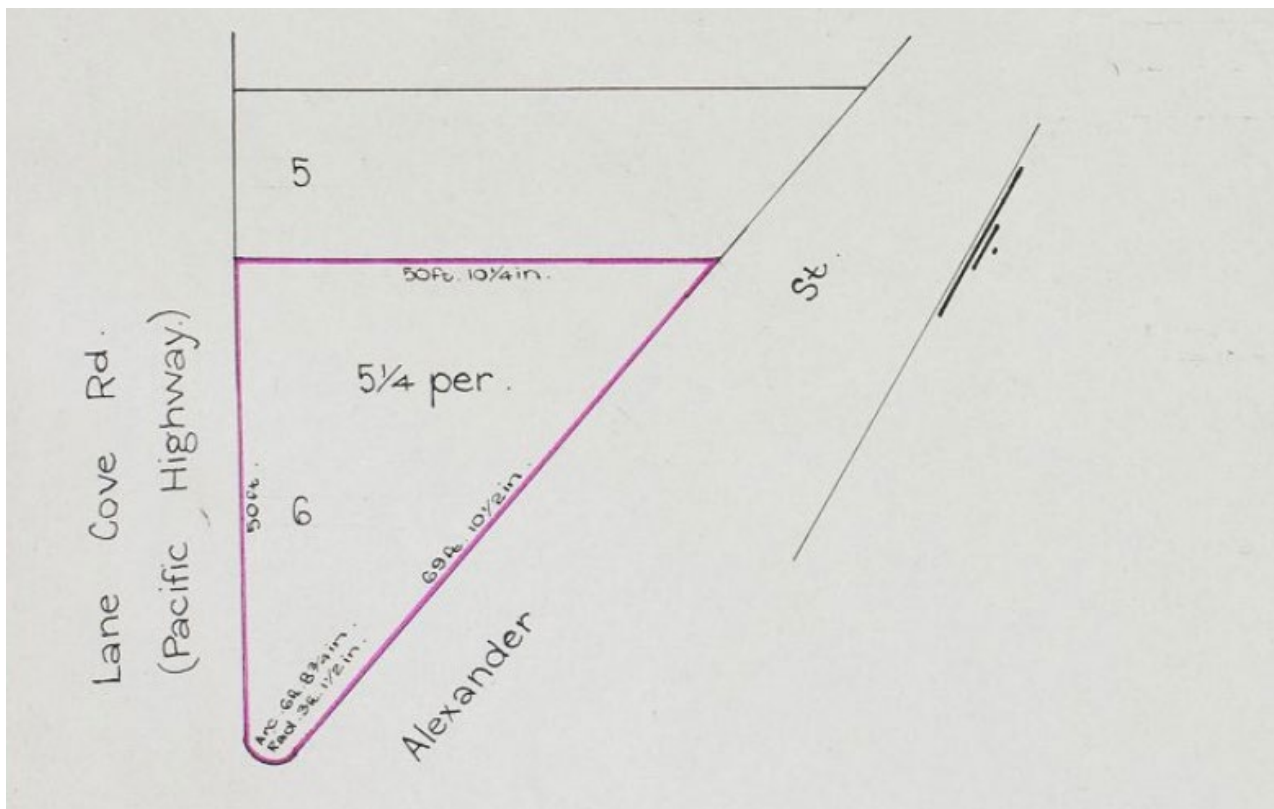 5
50ft. 10¼in.
St.
5¼ per.
Lane Cove Rd.
(Pacific Highway.)
50ft.
6
69ft. 10½in.
Arc. 6ft. 8¾in.
Rad. 3ft. 1½in.
Alexander